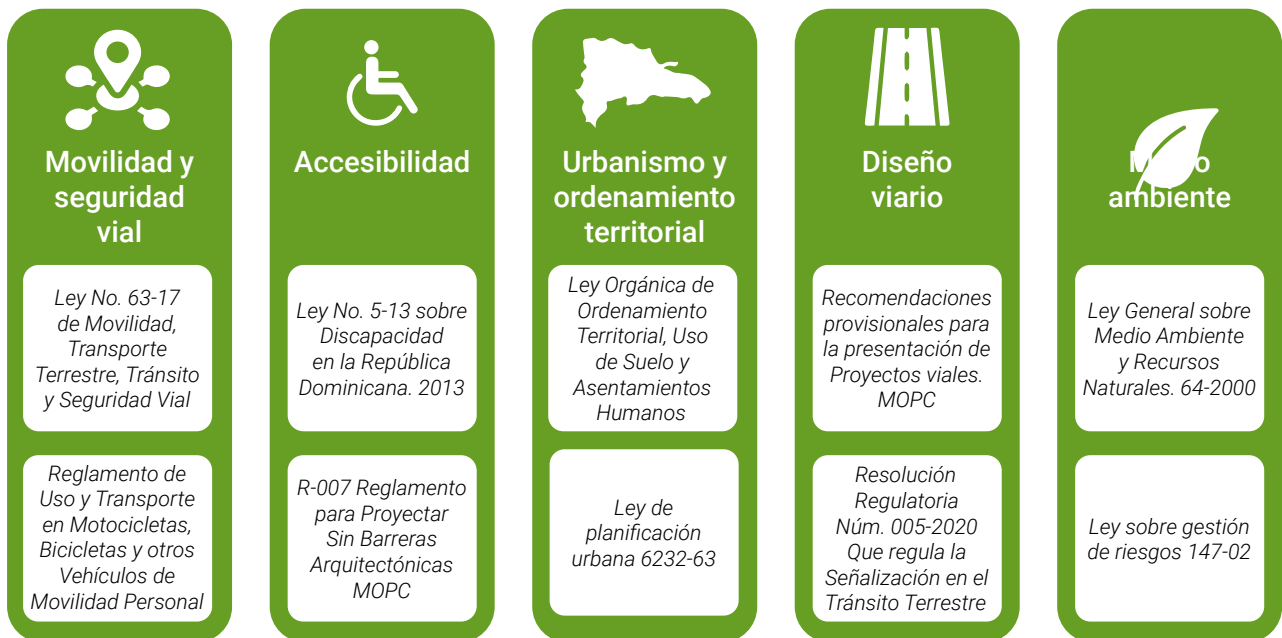 Movilidad y
seguridad
vial
Ley No. 63-17
de Movilidad,
Transporte
Terrestre, Tránsito
y Seguridad Vial
Reglamento de
Uso y Transporte
en Motocicletas,
Bicicletas y otros
Vehículos de
Movilidad Personal
Accesibilidad
Ley No. 5-13 sobre
Discapacidad
en la República
Dominicana. 2013
R-007 Reglamento
para Proyectar
Sin Barreras
Arquitectónicas
MOPC
Urbanismo y
ordenamiento
territorial
Ley Orgánica de
Ordenamiento
Territorial, Uso
de Suelo y
Asentamientos
Humanos
Ley de
planificación
urbana 6232-63
Diseño
viario
Recomendaciones
provisionales para
la presentación de
Proyectos viales.
MOPC
Resolución
Regulatoria
Núm. 005-2020
Que regula la
Señalización en el
Tránsito Terrestre
ambiente
Ley General sobre
Medio Ambiente
y Recursos
Naturales. 64-2000
Ley sobre gestión
de riesgos 147-02